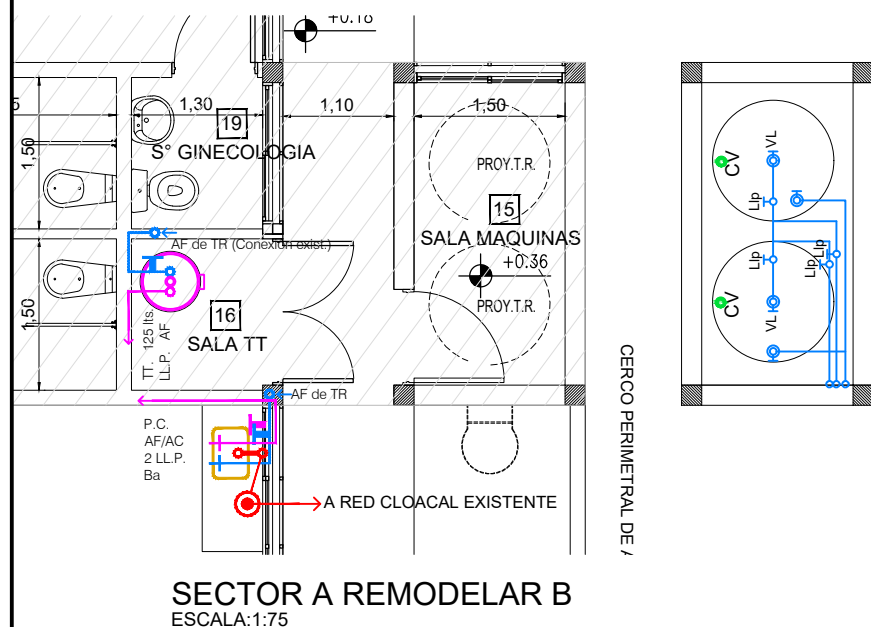 +0.18
5
1,30
1,10
1,50
1,50
19
S° GINECOLOGIA
PROY.T.R.
15
SALA MAQUINAS
+0.36
PROY.T.R.
AF de TR (Conexión exist.)
1,50
16
SALA TT
TT. 125 lts.
LL.P. AF
AF de TR
P.C.
AF/AC
2 LL.P.
Ba
A RED CLOACAL EXISTENTE
CERCO PERIMETRAL DE
CV
VL
Llp
Llp
Llp
Llp
CV
VL
SECTOR A REMODELAR B
ESCALA:1:75